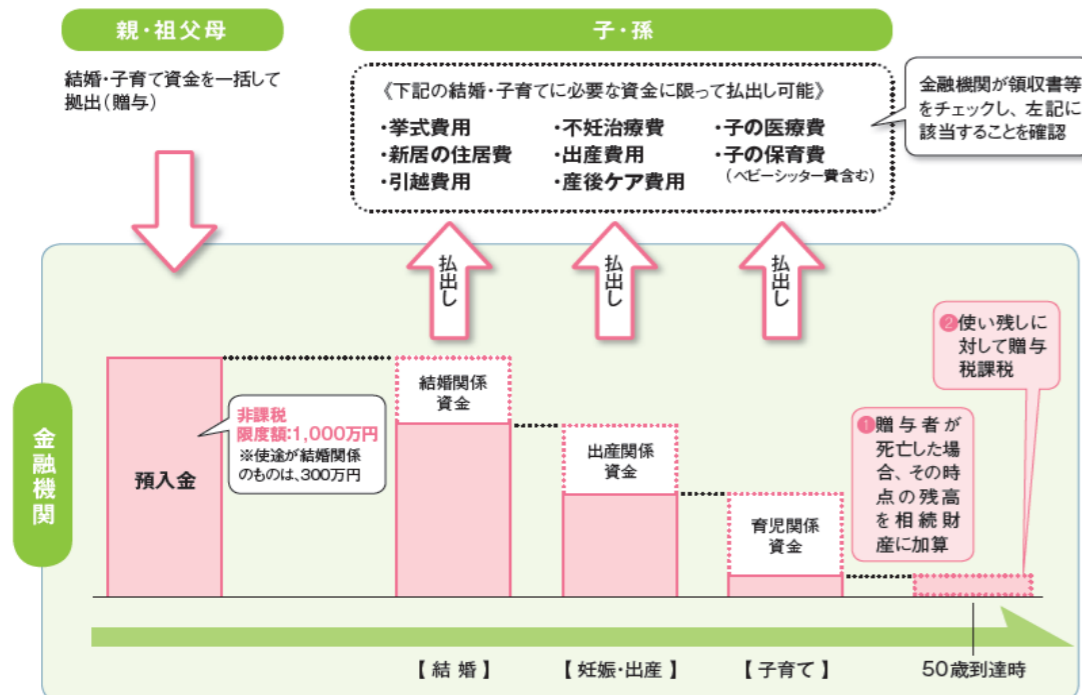 親・祖父母
結婚・子育て資金を一括して
拠出（贈与）
子・孫
《下記の結婚・子育てに必要な資金に限って払出し可能》
・挙式費用
・新居の住居費
・引越費用
・不妊治療費
・出産費用
・産後ケア費用
・子の医療費
・子の保育費
（ベビーシッター費含む）
金融機関が領収書等
をチェックし、左記に
該当することを確認
払出し
払出し
払出し
金融機関
預入金
非課税
限度額:1,000万円
※使途が結婚関係
のものは、300万円
結婚関係
資金
出産関係
資金
育児関係
資金
❶贈与者が
死亡した場
合、その時
点の残高
を相続財
産に加算
❷使い残しに
対して贈与
税課税
【 結 婚 】
【 妊娠・出産 】
【 子育て 】
50歳到達時